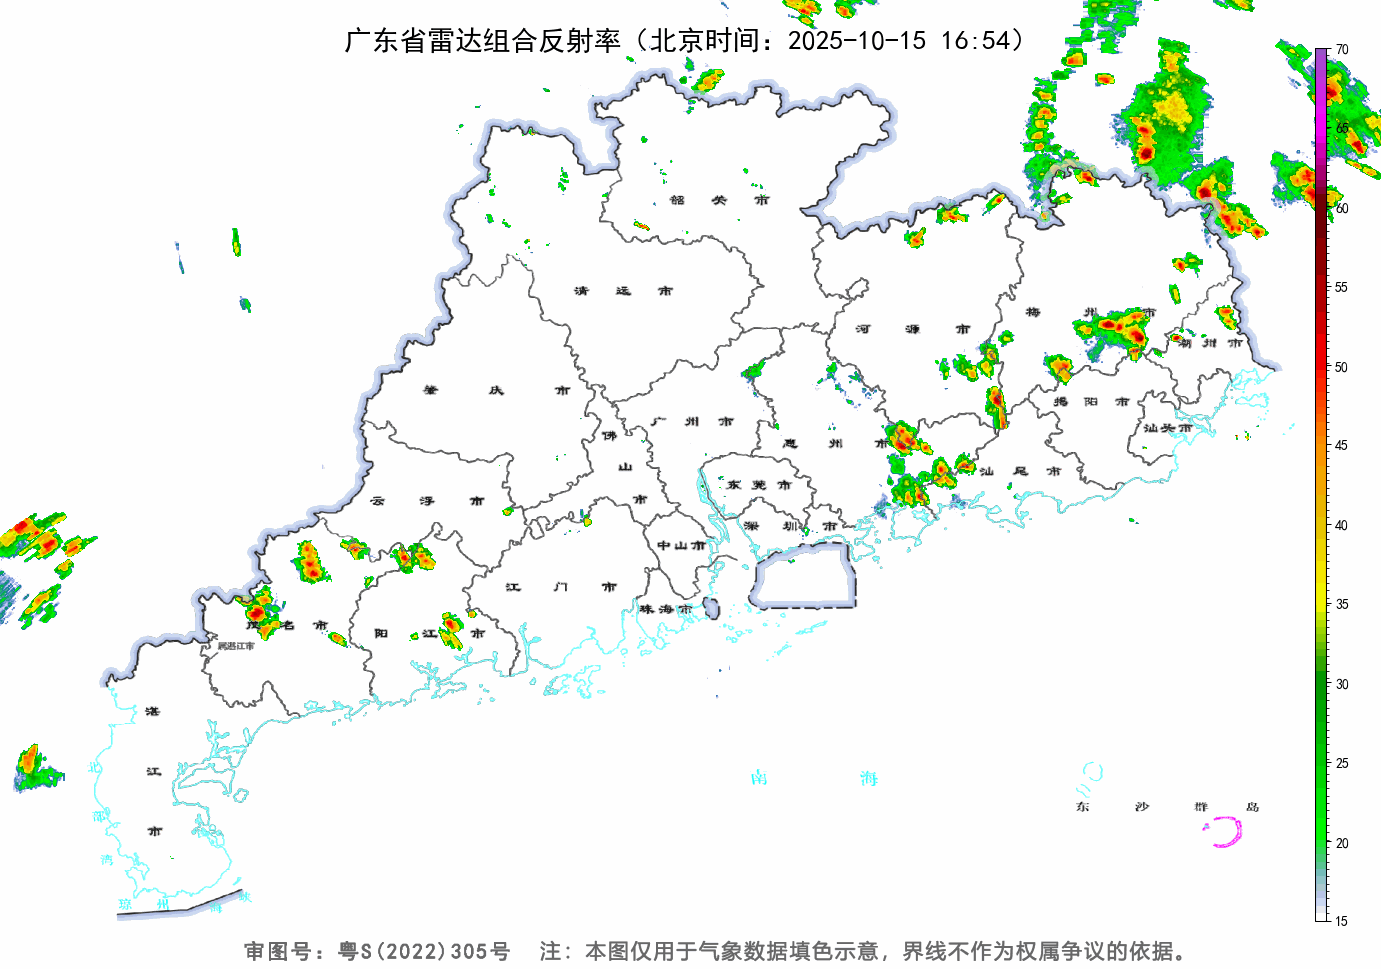 广东省雷达组合反射率（北京时间：2025-10-15 16:54）
70
65
60
55
50
45
40
35
30
25
20
15
韶关市
清远市
梅州市
河源市
潮州市
肇庆市
揭阳市
广州市
汕头市
佛山市
惠州市
汕尾市
东莞市
云浮市
深圳市
中山市
江门市
珠海市
茂名市
阳江市
属湛江市
湛江市
北部湾
南海
东沙群岛
琼州海峡
审图号：粤S(2022)305号 注：本图仅用于气象数据填色示意，界线不作为权属争议的依据。